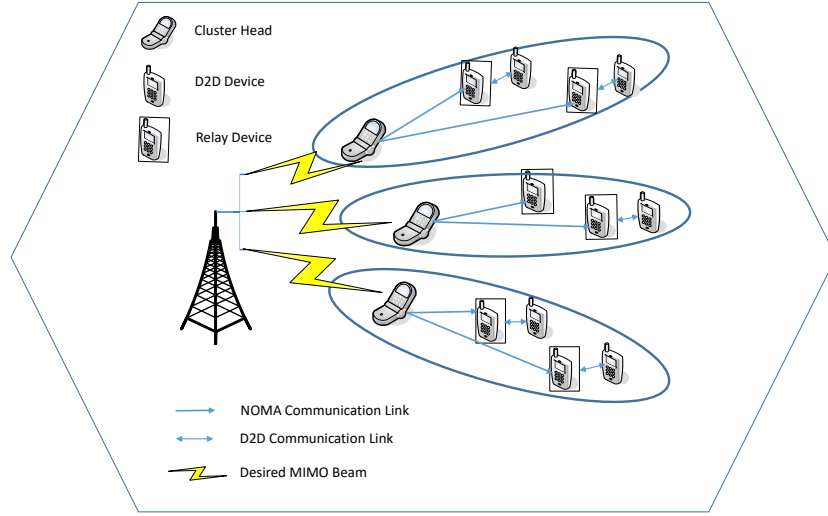 Cluster Head
D2D Device
Relay Device
NOMA Communication Link
D2D Communication Link
Desired MIMO Beam